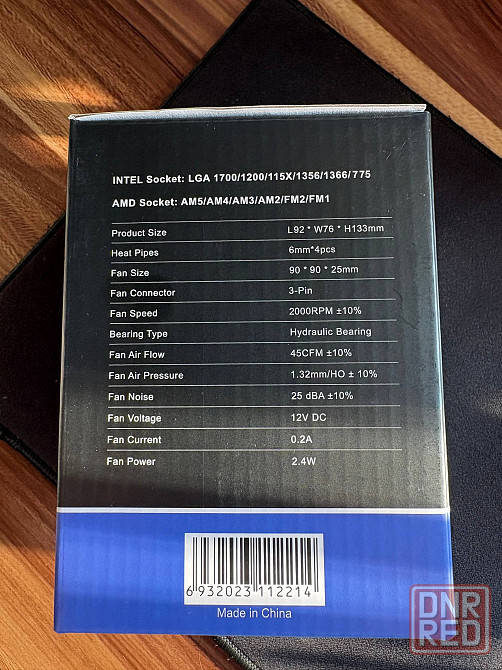 INTEL Socket: LGA 1700/1200/115X/1356/1366/775
AMD Socket: AM5/AM4/AM3/AM2/FM2/FM1
Product Size L92 * W76 * H133mm
Heat Pipes 6mm*4pcs
Fan Size 90 * 90 * 25mm
Fan Connector 3-Pin
Fan Speed 2000RPM ±10%
Bearing Type Hydraulic Bearing
Fan Air Flow 45CFM ±10%
Fan Air Pressure 1.32mm/HO ± 10%
Fan Noise 25 dBA ±10%
Fan Voltage 12V DC
Fan Current 0.2A
Fan Power 2.4W
6 932023 112214
Made in China
DNR
RED